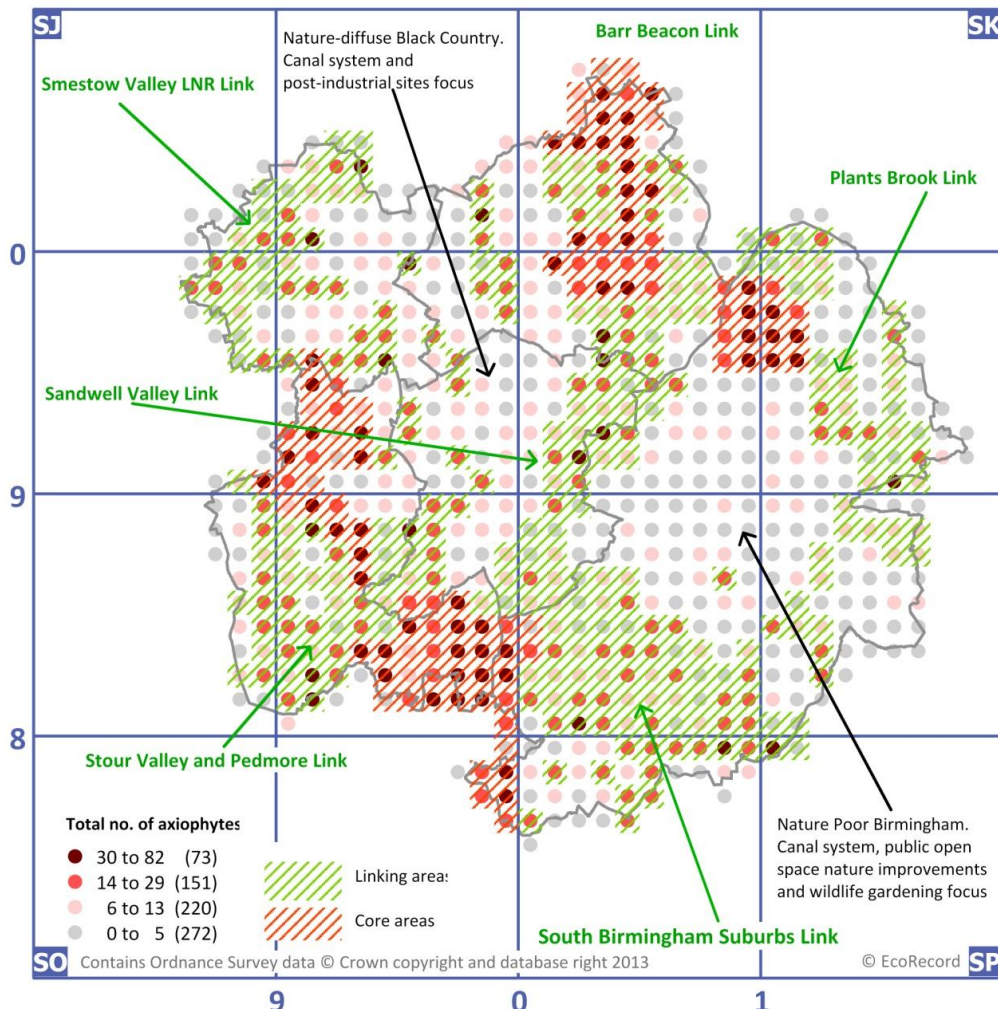 SJ
SK
Nature-diffuse Black Country.
Canal system and
post-industrial sites focus
Barr Beacon Link
Smestow Valley LNR Link
Plants Brook Link
0
Sandwell Valley Link
9
8
Stour Valley and Pedmore Link
Total no. of axiophytes
30 to 82 (73)
14 to 29 (151)
6 to 13 (220)
0 to 5 (272)
Linking areas
Core areas
Nature Poor Birmingham.
Canal system, public open
space nature improvements
and wildlife gardening focus
South Birmingham Suburbs Link
SO
Contains Ordnance Survey data © Crown copyright and database right 2013
© EcoRecord
SP
9
0
1